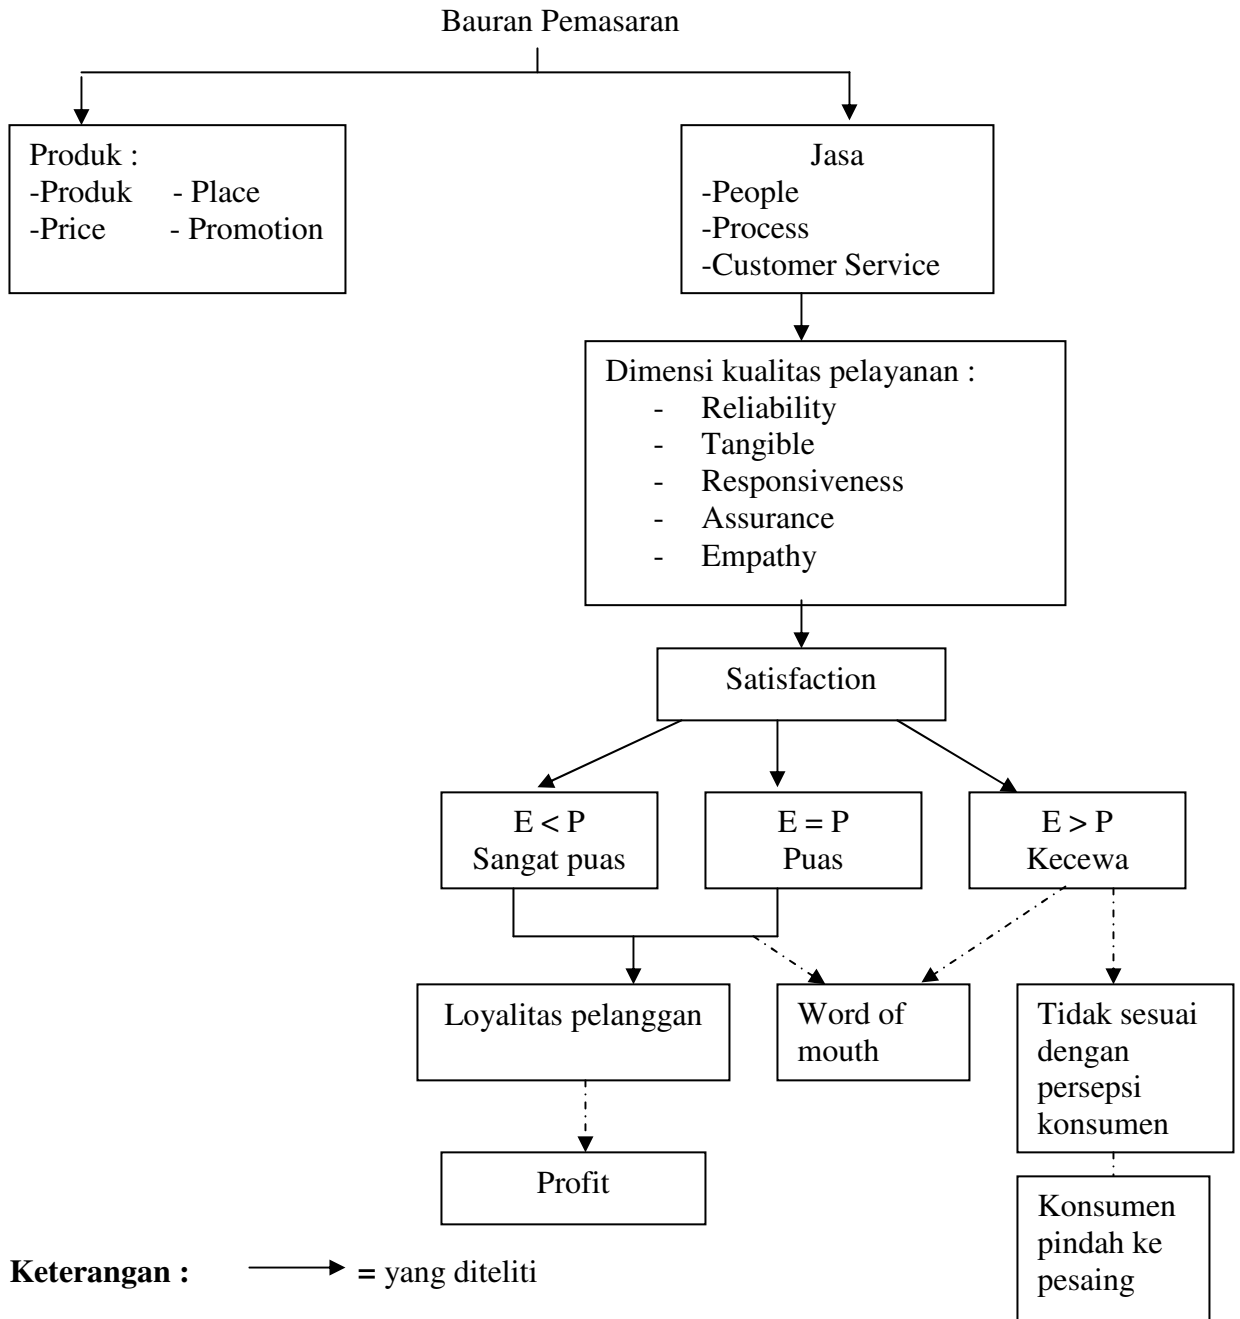 Bauran Pemasaran
Produk :
-Produk - Place
-Price - Promotion
Jasa
-People
-Process
-Customer Service
Dimensi kualitas pelayanan :
- Reliability
- Tangible
- Responsiveness
- Assurance
- Empathy
Satisfaction
E < P
Sangat puas
E = P
Puas
E > P
Kecewa
Loyalitas pelanggan
Word of
mouth
Tidak sesuai
dengan
persepsi
konsumen
Profit
Konsumen
pindah ke
pesaing
Keterangan : = yang diteliti